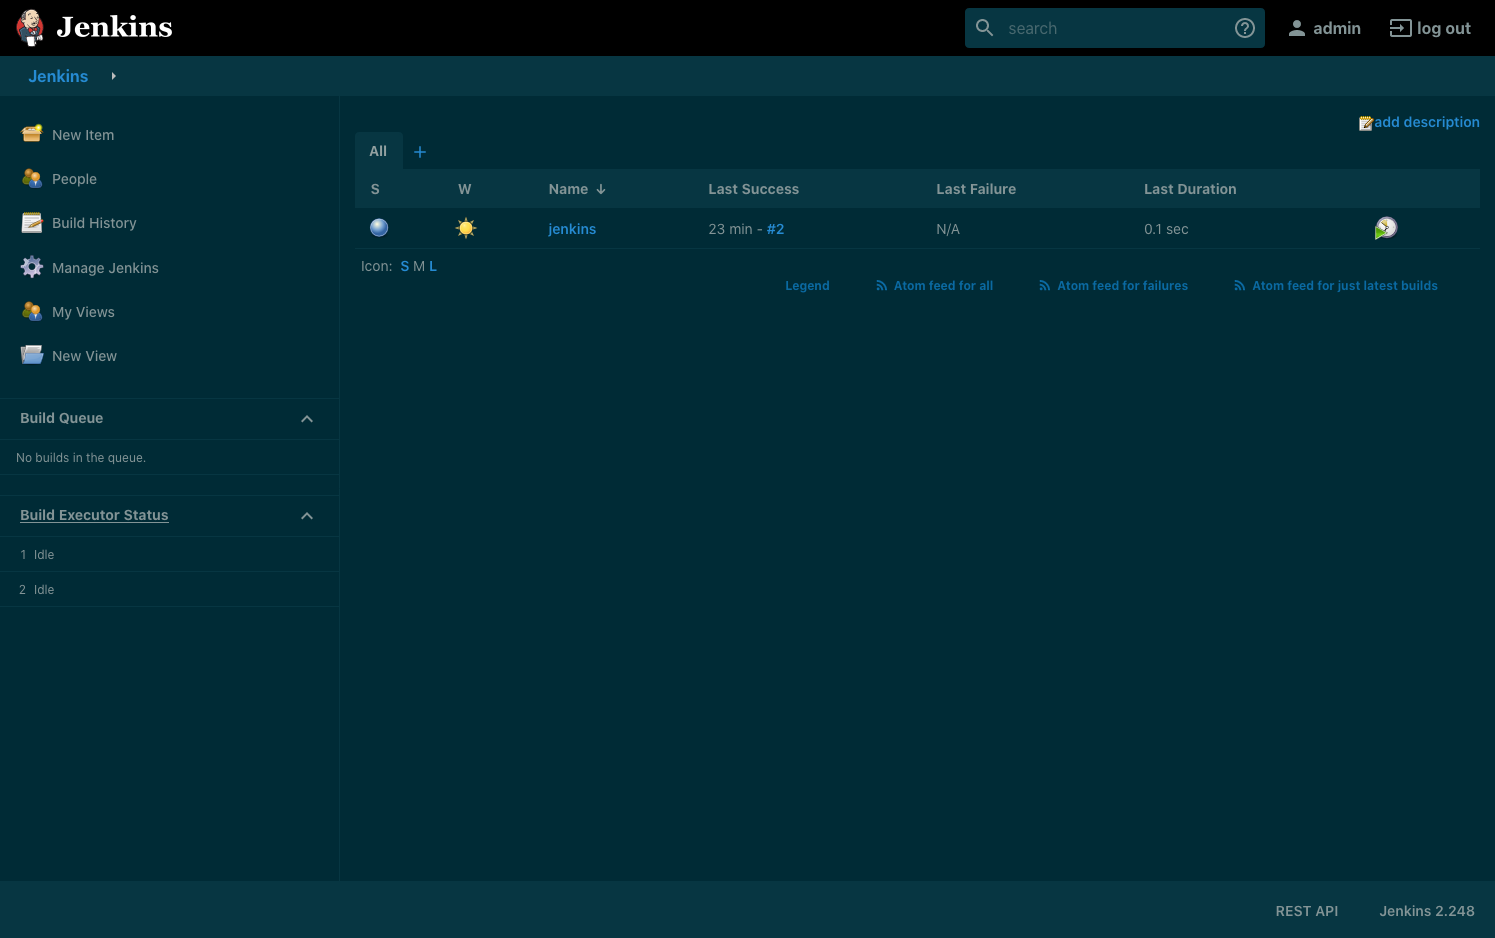 Jenkins
search
admin
log out
Jenkins
New Item
People
Build History
Manage Jenkins
My Views
New View
Build Queue
No builds in the queue.
Build Executor Status
1 Idle
2 Idle
add description
All +
S W Name ↓ Last Success Last Failure Last Duration
jenkins 23 min - #2 N/A 0.1 sec
Icon: S M L
Legend Atom feed for all Atom feed for failures Atom feed for just latest builds
REST API Jenkins 2.248